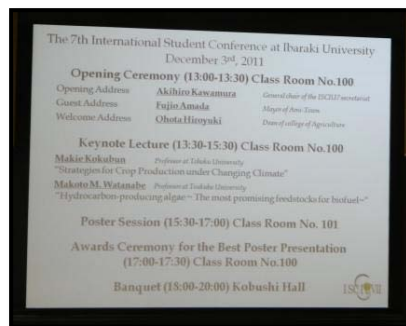 The 7th International Student Conference at Ibaraki University
December 3rd, 2011
Opening Ceremony (13:00-13:30) Class Room No.100
Opening Address Akihiro Kawamura General chair of the ISCIU7 secretariat
Guest Address Fujio Amada Mayor of Ami-Town
Welcome Address Ohota Hiroyuki Dean of college of Agriculture
Keynote Lecture (13:30-15:30) Class Room No.100
Makie Kokubun Professor at Tohoku University
"Strategies for Crop Production under Changing Climate"
Makoto M. Watanabe Professor at Tsukuba University
"Hydrocarbon-producing algae~ The most promising feedstocks for biofuel~"
Poster Session (15:30-17:00) Class Room No. 101
Awards Ceremony for the Best Poster Presentation
(17:00-17:30) Class Room No.100
Banquet (18:00-20:00) Kobushi Hall